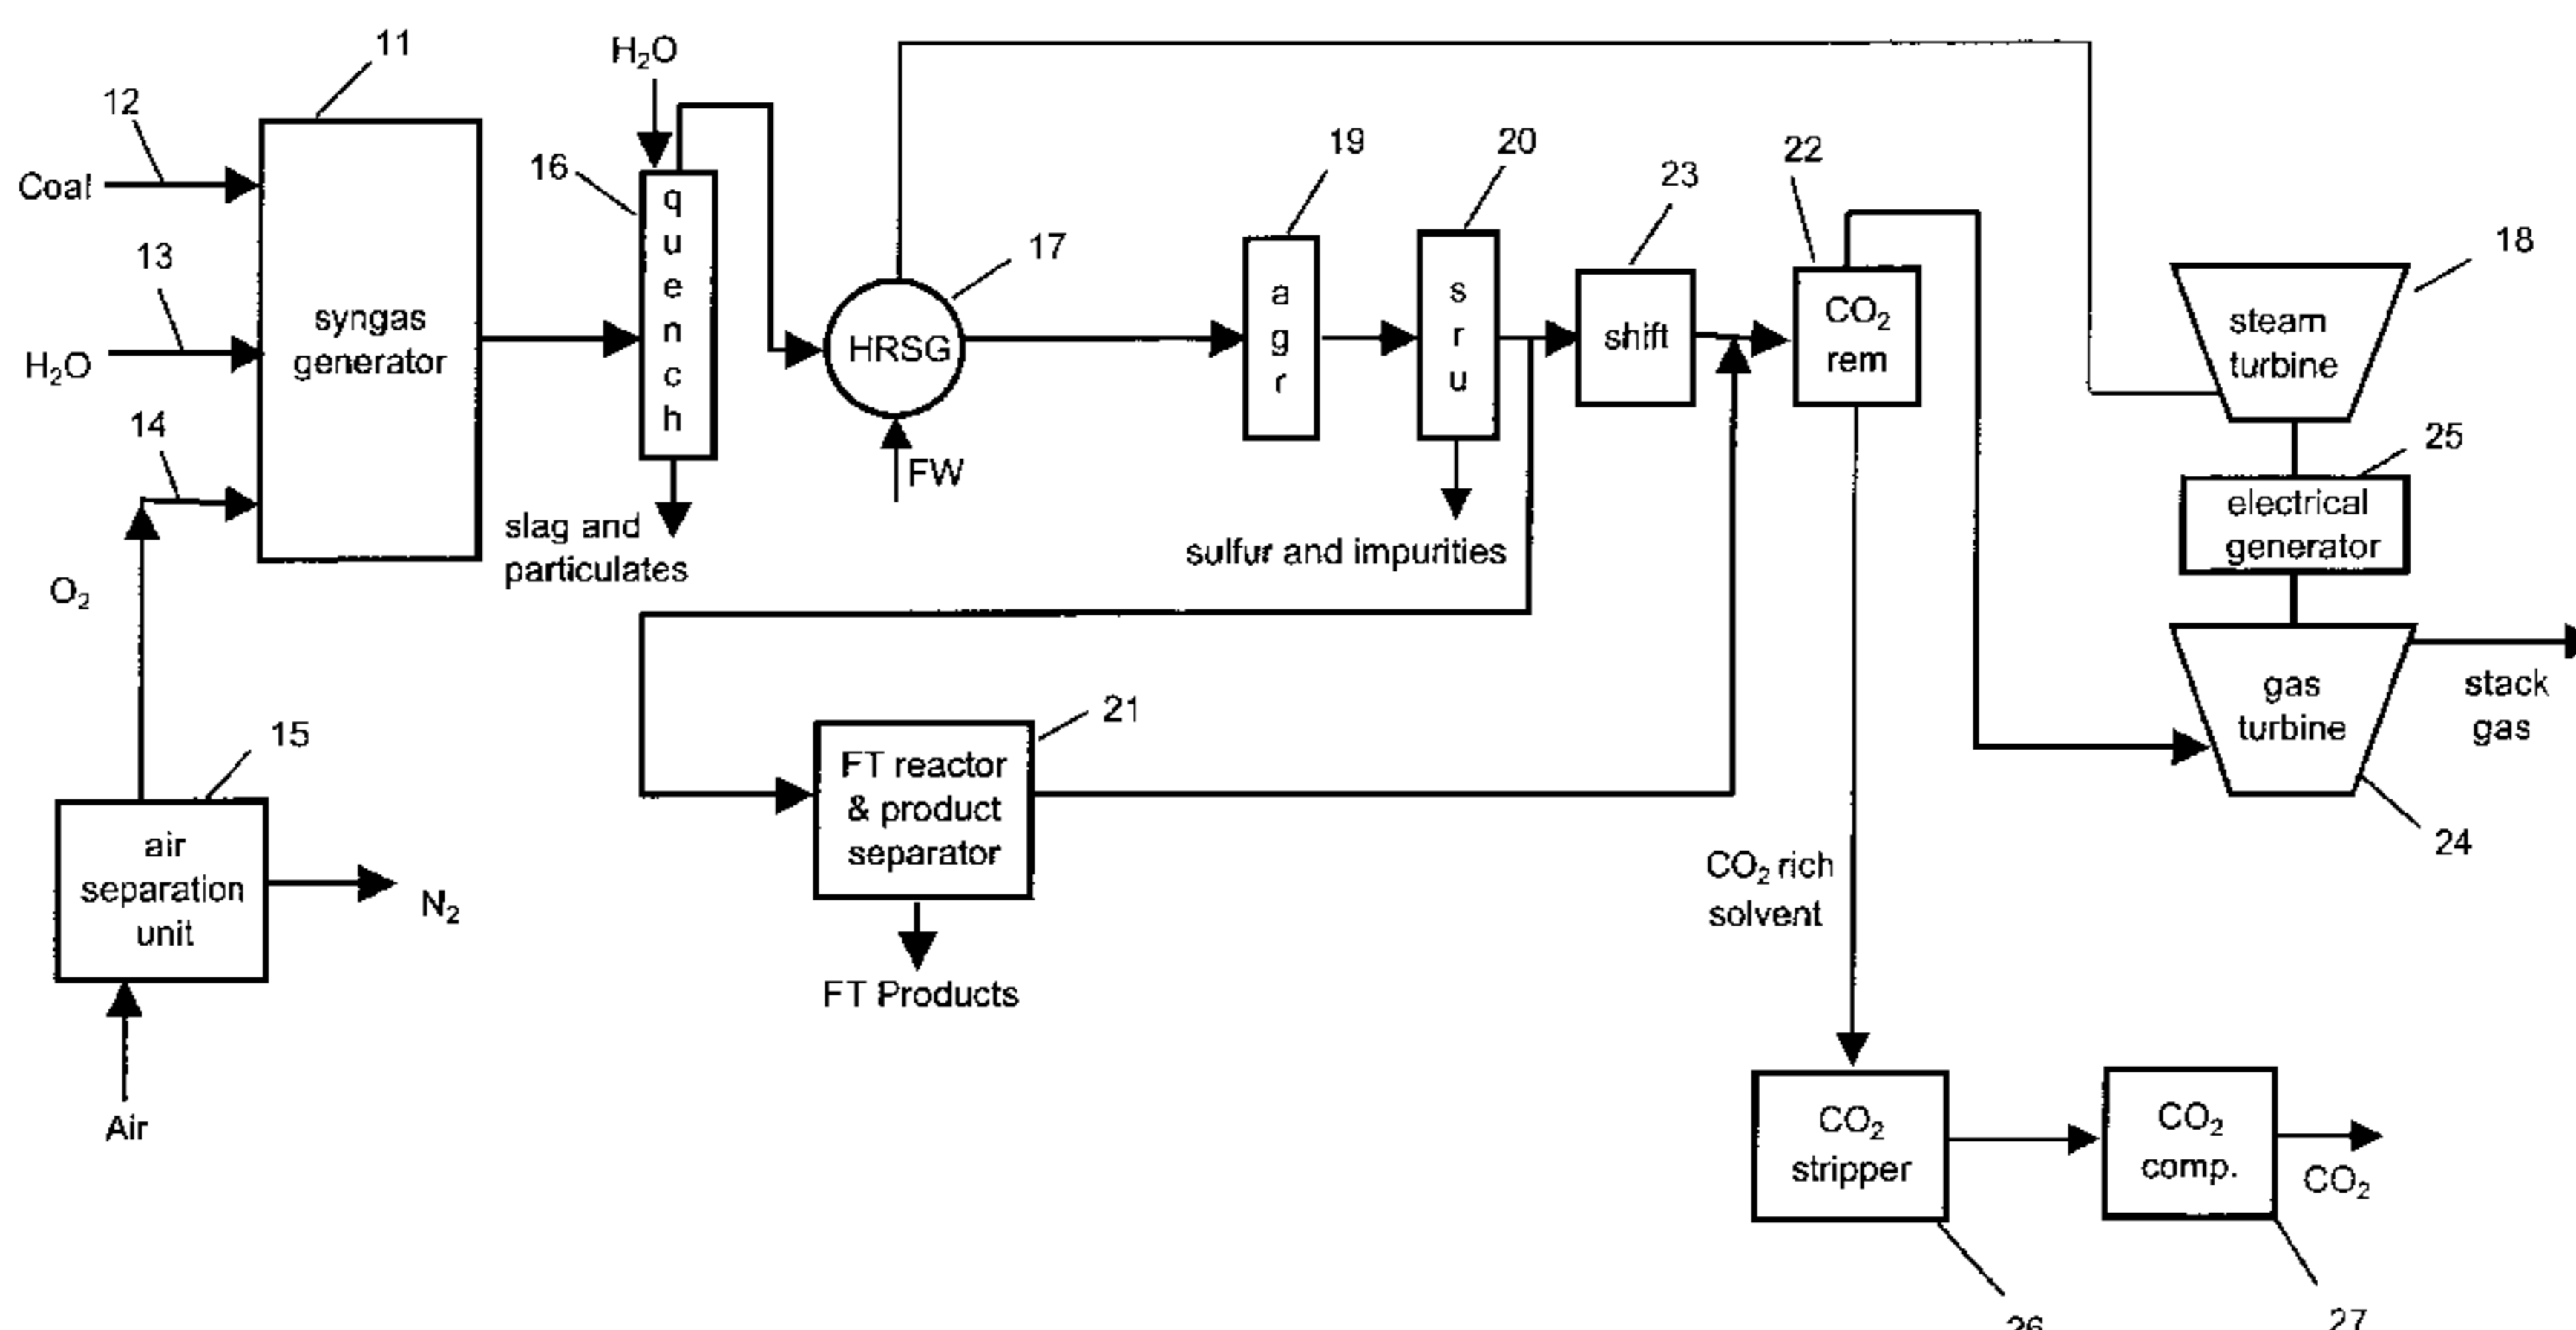 11
H₂O
12
Coal
13
H₂O
14
syngas
generator
O₂
16
q
u
e
n
c
h
slag and
particulates
17
HRSG
FW
19
a
g
r
20
s
r
u
sulfur and impurities
23
shift
22
CO₂
rem
18
steam
turbine
25
electrical
generator
gas
turbine
stack
gas
24
15
air
separation
unit
N₂
Air
21
FT reactor
& product
separator
FT Products
CO₂ rich
solvent
CO₂
stripper
26
CO₂
comp.
CO₂
27